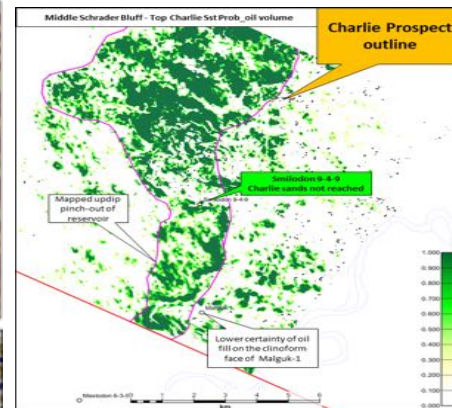 Middle Schrader Bluff - Top Charlie Sst Prob_oil volume
Charlie Prospect
outline
Smilodon 9-4-9
Charlie sands not reached
Mapped updip
pinch-out of
reservoir
Lower certainty of oil
fill on the clinoform
face of Malguk-1
1.000
0.900
0.800
0.700
0.600
0.500
0.400
0.300
0.200
0.100
0.00
0 1 2 3 4 5 6
km